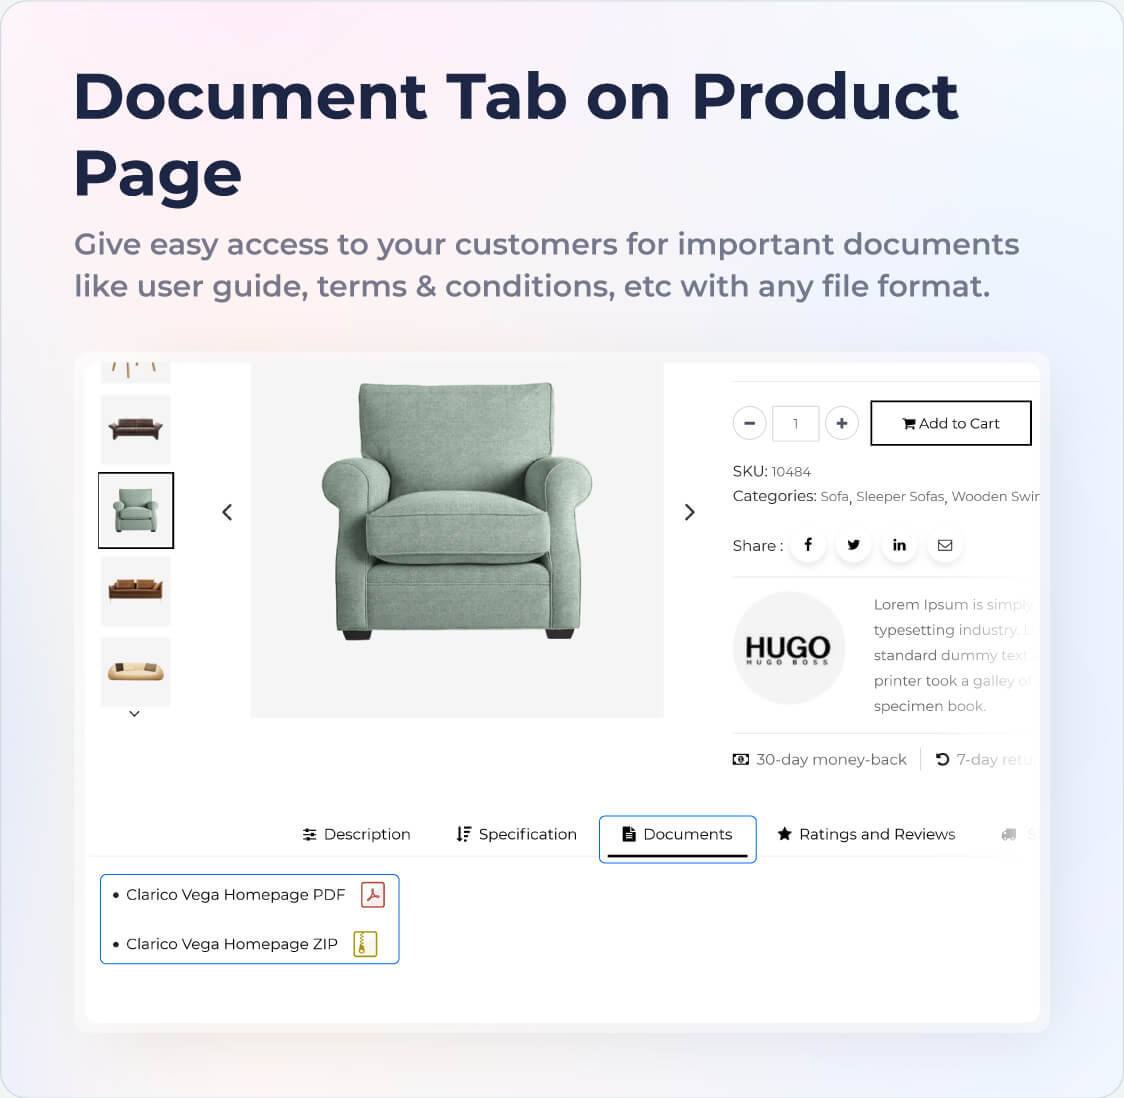 Document Tab on Product
Page
Give easy access to your customers for important documents
like user guide, terms & conditions, etc with any file format.
1
Add to Cart
SKU: 10484
Categories: Sofa, Sleeper Sofas, Wooden
Share :
HUGO
HUGO BOSS
Lorem Ipsum is simply
typesetting industry.
standard dummy text
printer took a galley of
specimen book.
30-day money-back
7-day
Description
Specification
Documents
Ratings and Reviews
Clarico Vega Homepage PDF
Clarico Vega Homepage ZIP